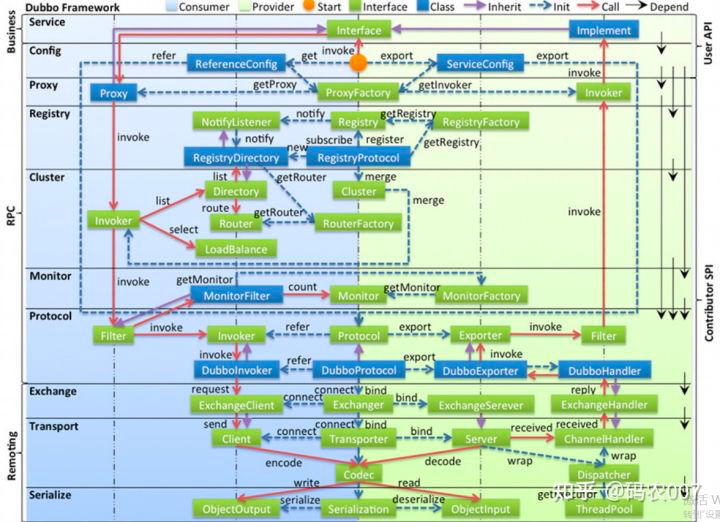 Dubbo Framework Consumer Provider Start Interface Class Inherit Init Call Depend
Business
Service
Interface
Implement
User API
invoke
Config
refer
ReferenceConfig
get
export
ServiceConfig
export
getProxy
getInvoker
invoke
Proxy
Proxy
ProxyFactory
Invoker
Registry
NotifyListener
notify
Registry
getRegistry
RegistryFactory
invoke
notify
subscribe
register
getRegistry
new
RegistryDirectory
RegistryProtocol
RPC
Cluster
list
getRouter
merge
list
Directory
Cluster
merge
Invoker
route
getRouter
invoke
Router
RouterFactory
select
LoadBalance
Contributor SPI
Monitor
invoke
getMonitor
MonitorFilter
count
Monitor
getMonitor
MonitorFactory
Protocol
Filter
invoke
Invoker
refer
Protocol
export
Exporter
invoke
Filter
invoke
export
invoke
DubboInvoker
refer
DubboProtocol
DubboExporter
DubboHandler
Exchange
request
connect
bind
reply
ExchangeClient
connect
Exchanger
bind
ExchangeSerever
ExchangeHandler
Remoting
Transport
send
connect
bind
received
received
Client
Transporter
Server
ChannelHandler
encode
decode
wrap
wrap
Codec
Dispatcher
write
read
知乎 @码农007
Serialize
serialize
deserialize
ObjectOutput
Serialization
ObjectInput
ThreadPool